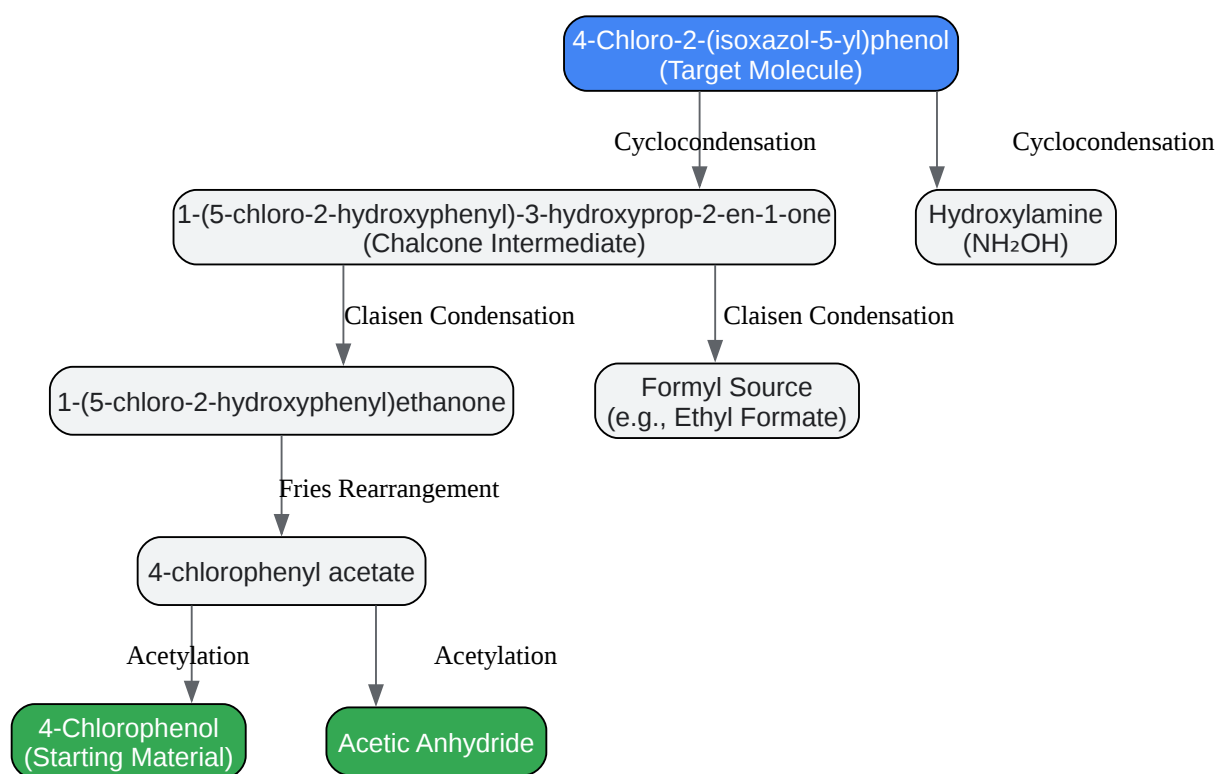 4-Chloro-2-(isoxazol-5-yl)phenol
(Target Molecule)
Cyclocondensation
Cyclocondensation
1-(5-chloro-2-hydroxyphenyl)-3-hydroxyprop-2-en-1-one
(Chalcone Intermediate)
Hydroxylamine
(NH₂OH)
Claisen Condensation
Claisen Condensation
1-(5-chloro-2-hydroxyphenyl)ethanone
Formyl Source
(e.g., Ethyl Formate)
Fries Rearrangement
4-chlorophenyl acetate
Acetylation
Acetylation
4-Chlorophenol
(Starting Material)
Acetic Anhydride